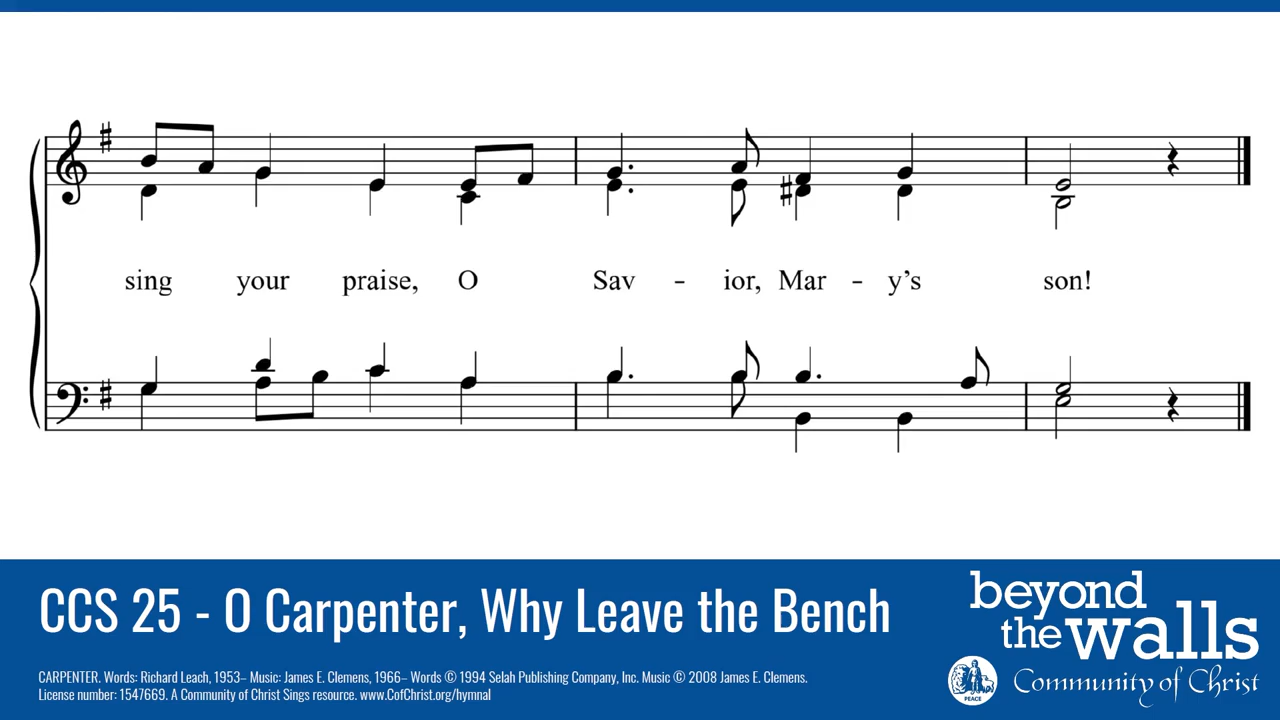 sing your praise, O Sav - ior, Mar - y's son!
CCS 25 - O Carpenter, Why Leave the Bench
CARPENTER. Words: Richard Leach, 1953– Music: James E. Clemens, 1966– Words © 1994 Selah Publishing Company, Inc. Music © 2008 James E. Clemens.
License number: 1547669. A Community of Christ Sings resource. www.CofChrist.org/hymnal
beyond
the walls
PEACE
Community of Christ